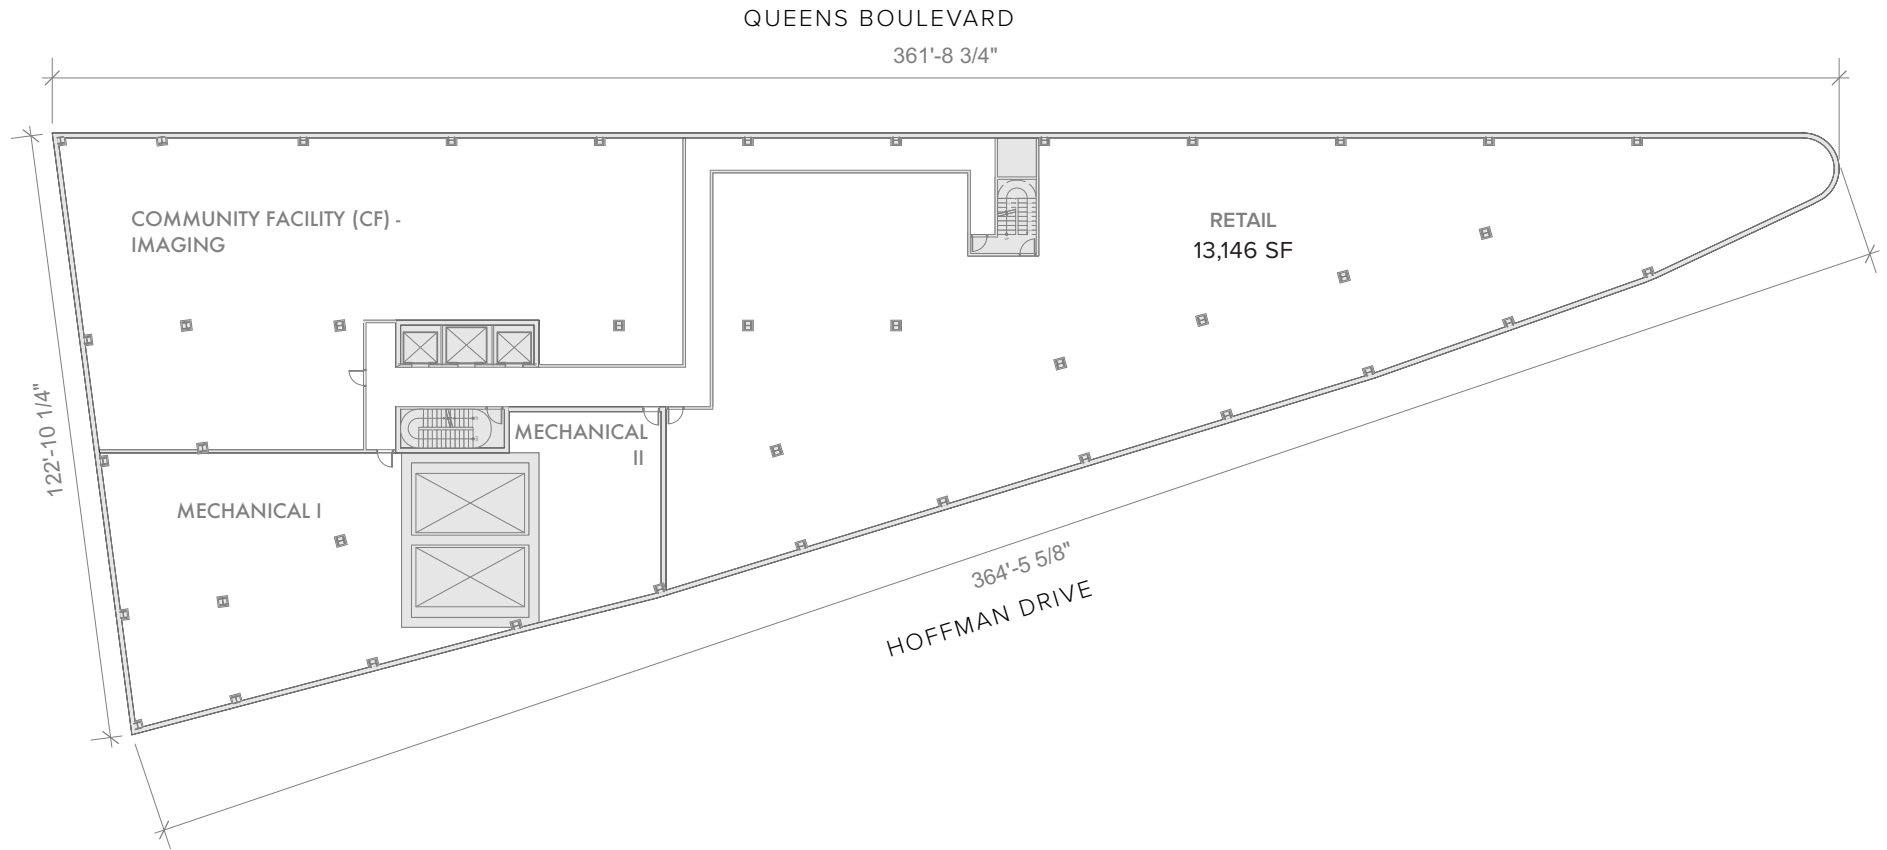 QUEENS BOULEVARD
361'-8 3/4"
COMMUNITY FACILITY (CF) -
IMAGING
RETAIL
13,146 SF
122'-10 1/4"
MECHANICAL
II
MECHANICAL I
364'-5 5/8"
HOFFMAN DRIVE